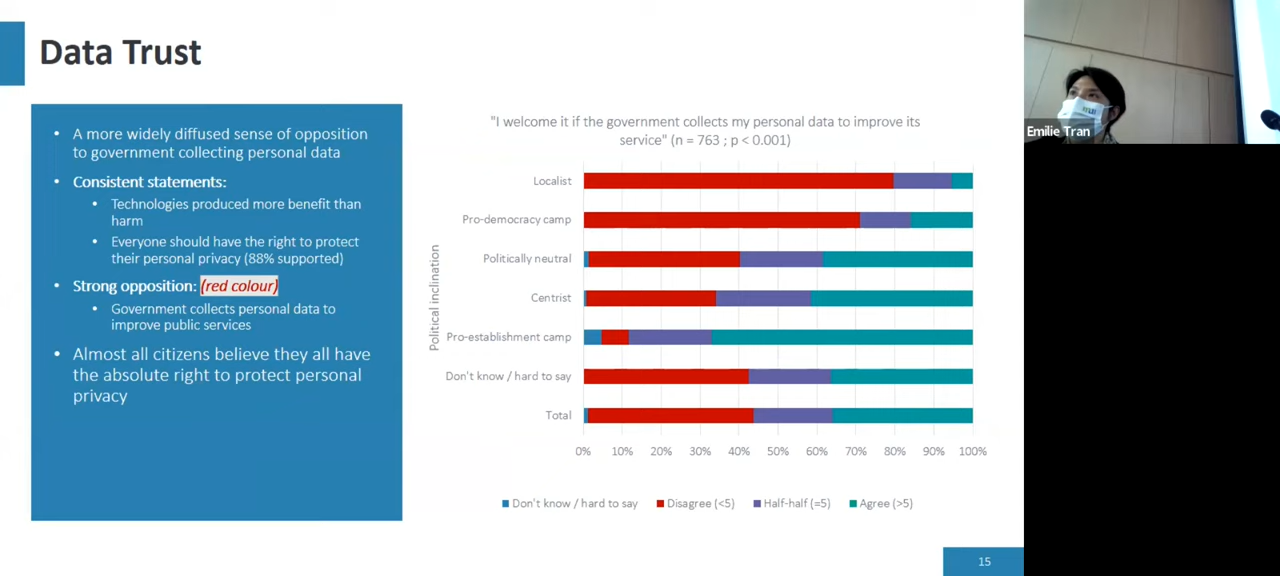 Data Trust
• A more widely diffused sense of opposition
to government collecting personal data
• Consistent statements:
• Technologies produced more benefit than
harm
• Everyone should have the right to protect
their personal privacy (88% supported)
• Strong opposition: (red colour)
• Government collects personal data to
improve public services
• Almost all citizens believe they all have
the absolute right to protect personal
privacy
"I welcome it if the government collects my personal data to improve its
service" (n = 763 ; p < 0.001)
Political inclination
Localist
Pro-democracy camp
Politically neutral
Centrist
Pro-establishment camp
Don't know / hard to say
Total
0% 10% 20% 30% 40% 50% 60% 70% 80% 90% 100%
Don't know / hard to say Disagree (<5) Half-half (=5) Agree (>5)
15
Emilie Tran